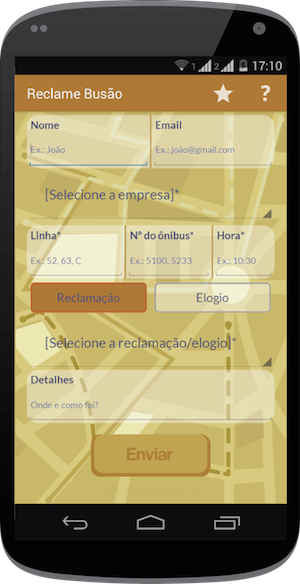 1 2 17:10
Reclame Busão ?
Nome Email
Ex.: João Ex.: joão@gmail.com
[Selecione a empresa]*
Linha* Nº do ônibus* Hora*
Ex.: 52, 63, C Ex.: 5100, 5233 Ex.: 10:30
Reclamação Elogio
[Selecione a reclamação/elogio]*
Detalhes
Onde e como foi?
Enviar